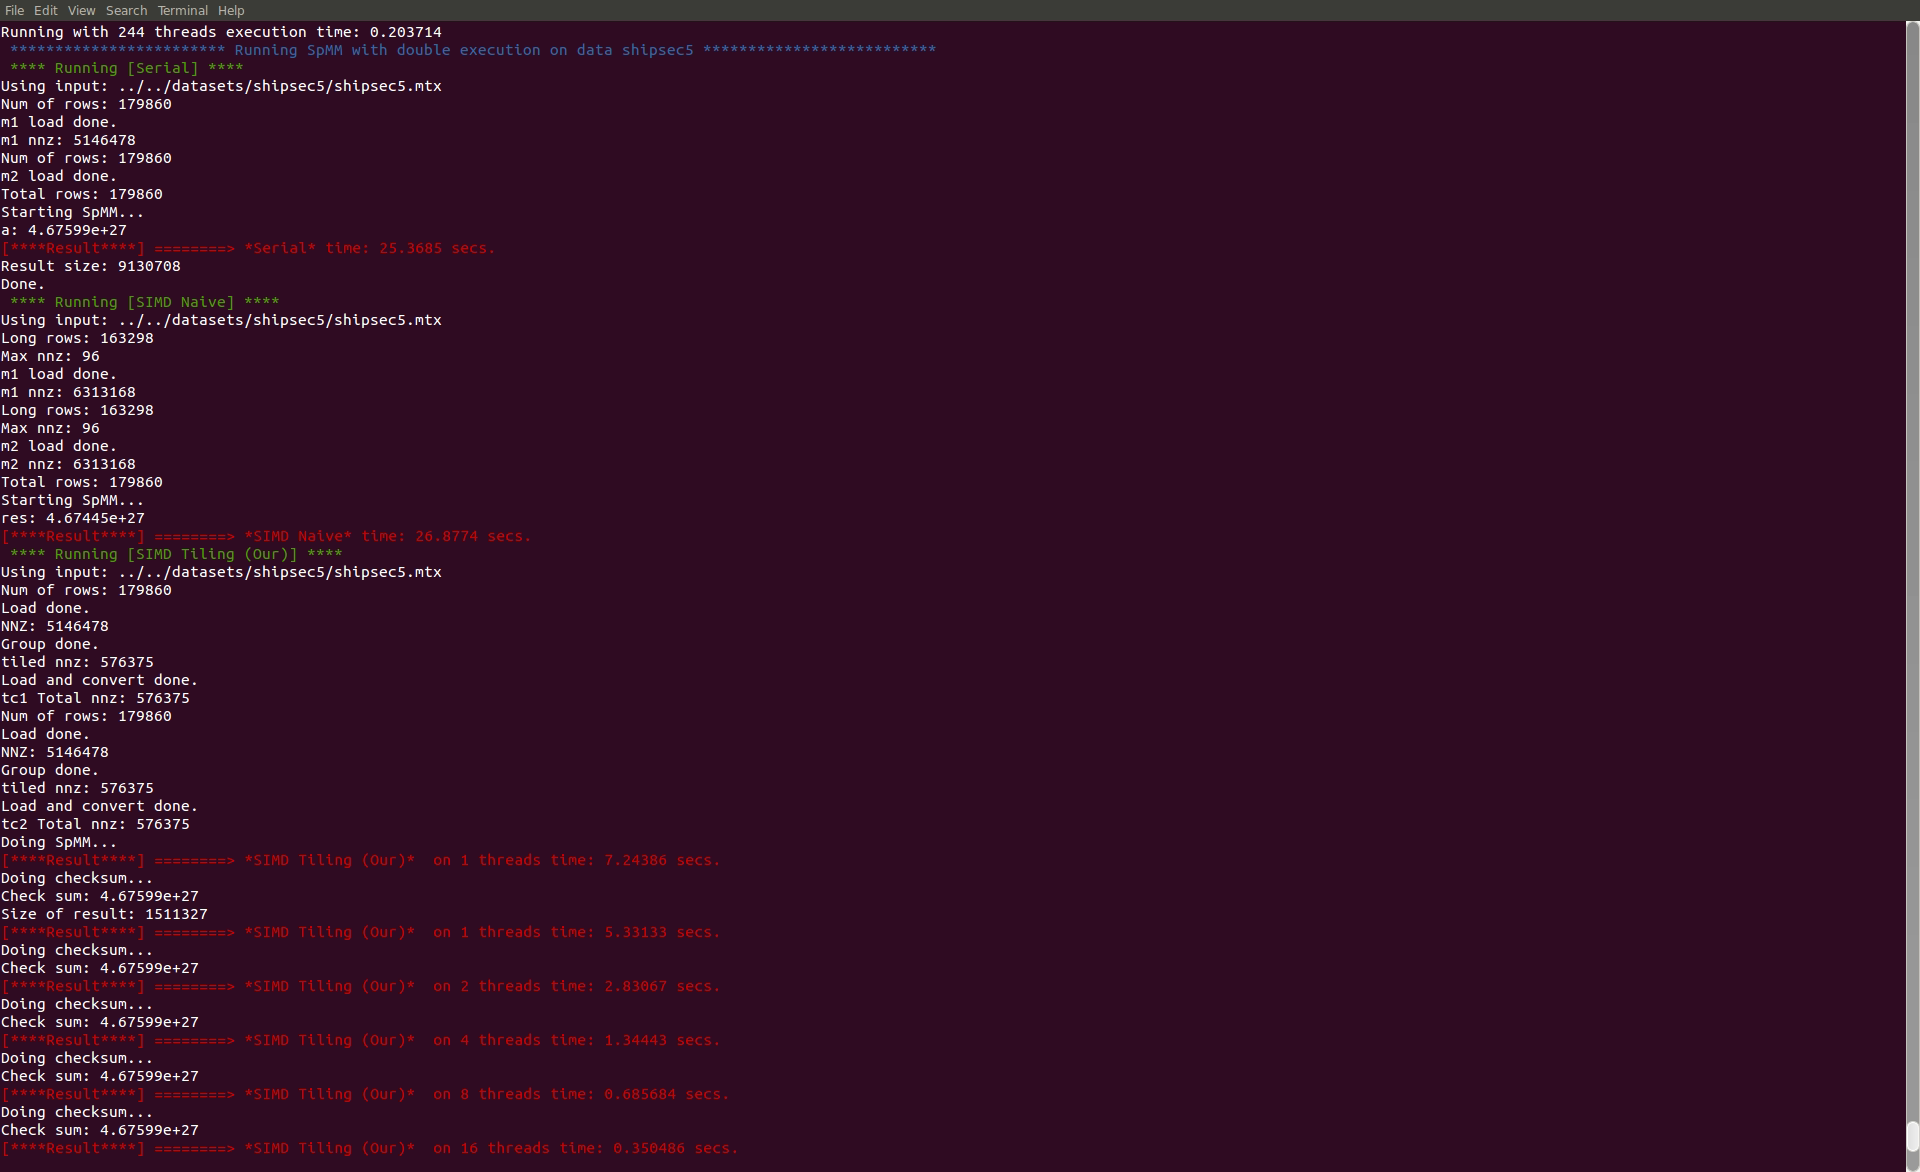 File Edit View Search Terminal Help
Running with 244 threads execution time: 0.203714
************************ Running SpMM with double execution on data shipsec5 **************************
**** Running [Serial] ****
Using input: ../../datasets/shipsec5/shipsec5.mtx
Num of rows: 179860
m1 load done.
m1 nnz: 5146478
Num of rows: 179860
m2 load done.
Total rows: 179860
Starting SpMM...
a: 4.67599e+27
[****Result****] ========> *Serial* time: 25.3685 secs.
Result size: 9130708
Done.
**** Running [SIMD Naive] ****
Using input: ../../datasets/shipsec5/shipsec5.mtx
Long rows: 163298
Max nnz: 96
m1 load done.
m1 nnz: 6313168
Long rows: 163298
Max nnz: 96
m2 load done.
m2 nnz: 6313168
Total rows: 179860
Starting SpMM...
res: 4.67445e+27
[****Result****] ========> *SIMD Naive* time: 26.8774 secs.
**** Running [SIMD Tiling (Our)] ****
Using input: ../../datasets/shipsec5/shipsec5.mtx
Num of rows: 179860
Load done.
NNZ: 5146478
Group done.
tiled nnz: 576375
Load and convert done.
tc1 Total nnz: 576375
Num of rows: 179860
Load done.
NNZ: 5146478
Group done.
tiled nnz: 576375
Load and convert done.
tc2 Total nnz: 576375
Doing SpMM...
[****Result****] ========> *SIMD Tiling (Our)*  on 1 threads time: 7.24386 secs.
Doing checksum...
Check sum: 4.67599e+27
Size of result: 1511327
[****Result****] ========> *SIMD Tiling (Our)*  on 1 threads time: 5.33133 secs.
Doing checksum...
Check sum: 4.67599e+27
[****Result****] ========> *SIMD Tiling (Our)*  on 2 threads time: 2.83067 secs.
Doing checksum...
Check sum: 4.67599e+27
[****Result****] ========> *SIMD Tiling (Our)*  on 4 threads time: 1.34443 secs.
Doing checksum...
Check sum: 4.67599e+27
[****Result****] ========> *SIMD Tiling (Our)*  on 8 threads time: 0.685684 secs.
Doing checksum...
Check sum: 4.67599e+27
[****Result****] ========> *SIMD Tiling (Our)*  on 16 threads time: 0.350486 secs.